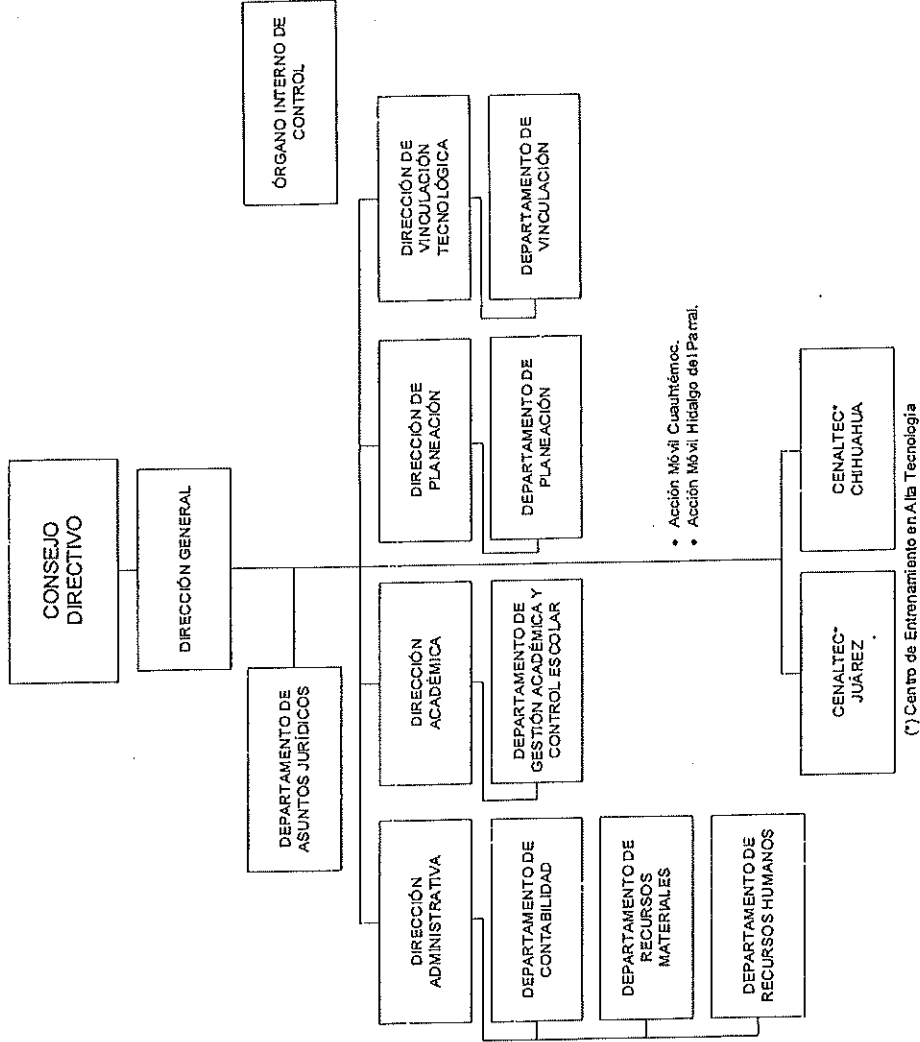 CONSEJO
DIRECTIVO
DIRECCIÓN GENERAL
ÓRGANO INTERNO DE
CONTROL
DEPARTAMENTO DE
ASUNTOS JURÍDICOS
DIRECCIÓN
ADMINISTRATIVA
DEPARTAMENTO DE
CONTABILIDAD
DEPARTAMENTO DE
RECURSOS
MATERIALES
DEPARTAMENTO DE
RECURSOS HUMANOS
DIRECCIÓN
ACADÉMICA
DEPARTAMENTO DE
GESTIÓN ACADÉMICA Y
CONTROL ESCOLAR
DIRECCIÓN DE
PLANEACIÓN
DEPARTAMENTO DE
PLANEACIÓN
DIRECCIÓN DE
VINCULACIÓN
TECNOLÓGICA
DEPARTAMENTO DE
VINCULACIÓN
• Acción Móvil Cuauhtémoc.
• Acción Móvil Hidalgo del Parral.
CENALTEC*
JUÁREZ
CENALTEC*
CHIHUAHUA
(*) Centro de Entrenamiento en Alta Tecnología